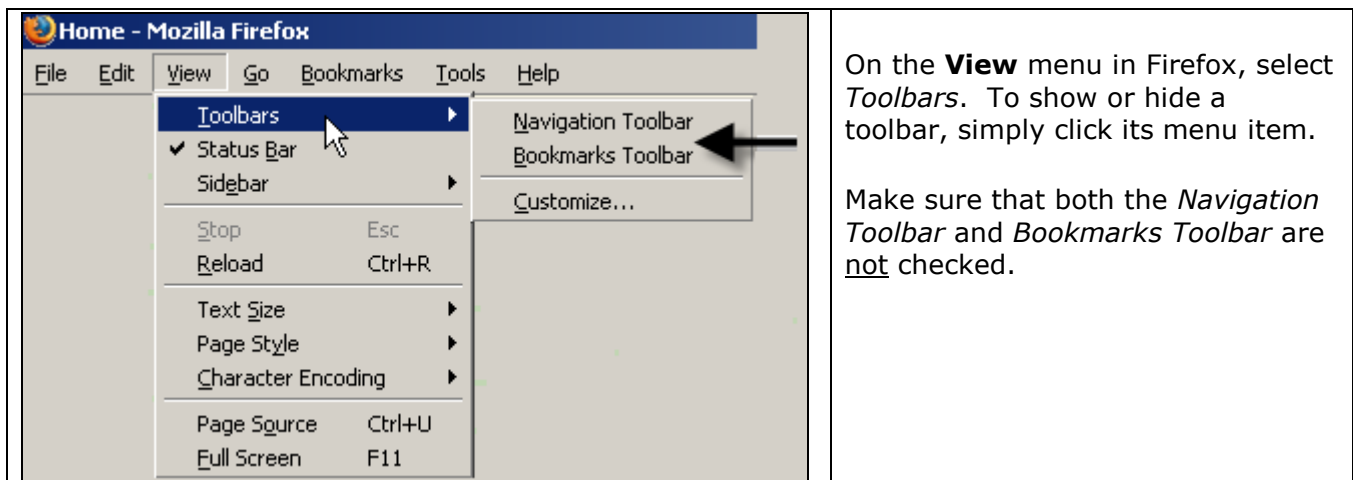 Home - Mozilla Firefox
File Edit View Go Bookmarks Tools Help
Toolbars
Status Bar
Sidebar
Stop Esc
Reload Ctrl+R
Text Size
Page Style
Character Encoding
Page Source Ctrl+U
Full Screen F11
Navigation Toolbar
Bookmarks Toolbar
Customize...
On the View menu in Firefox, select
Toolbars. To show or hide a
toolbar, simply click its menu item.
Make sure that both the Navigation
Toolbar and Bookmarks Toolbar are
not checked.